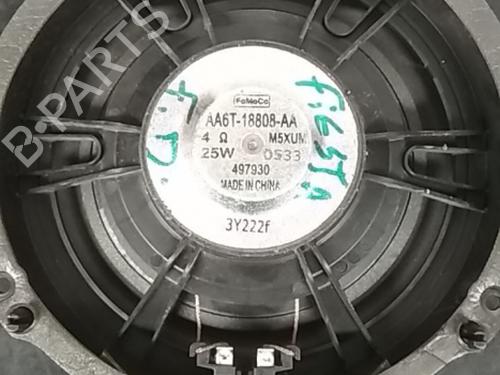 FoMoCo
AA6T-18808-AA
4 Ω M5XUM
25W 0533
497930
MADE IN CHINA
3Y222f
FIESTA
B-PARTS